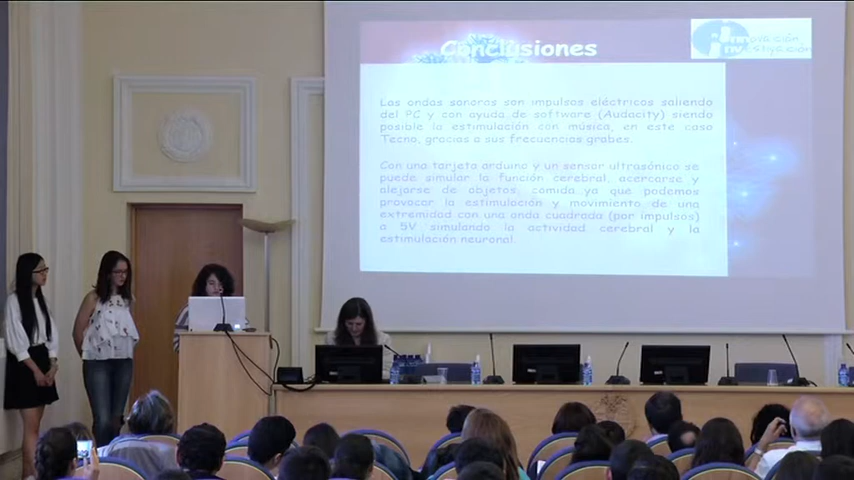 Conclusiones
Las ondas sonoras son impulsos eléctricos saliendo
del PC y con ayuda de software (Audacity) siendo
posible la estimulación con música, en este caso
Tecno, gracias a sus frecuencias grabes.
Con una tarjeta arduino y un sensor ultrasónico se
puede simular la función cerebral, acercarse y
alejarse de objetos, comida ya que podemos
provocar la estimulación y movimiento de una
extremidad con una onda cuadrada (por impulsos)
a 5V simulando la actividad cerebral y la
estimulación neuronal.